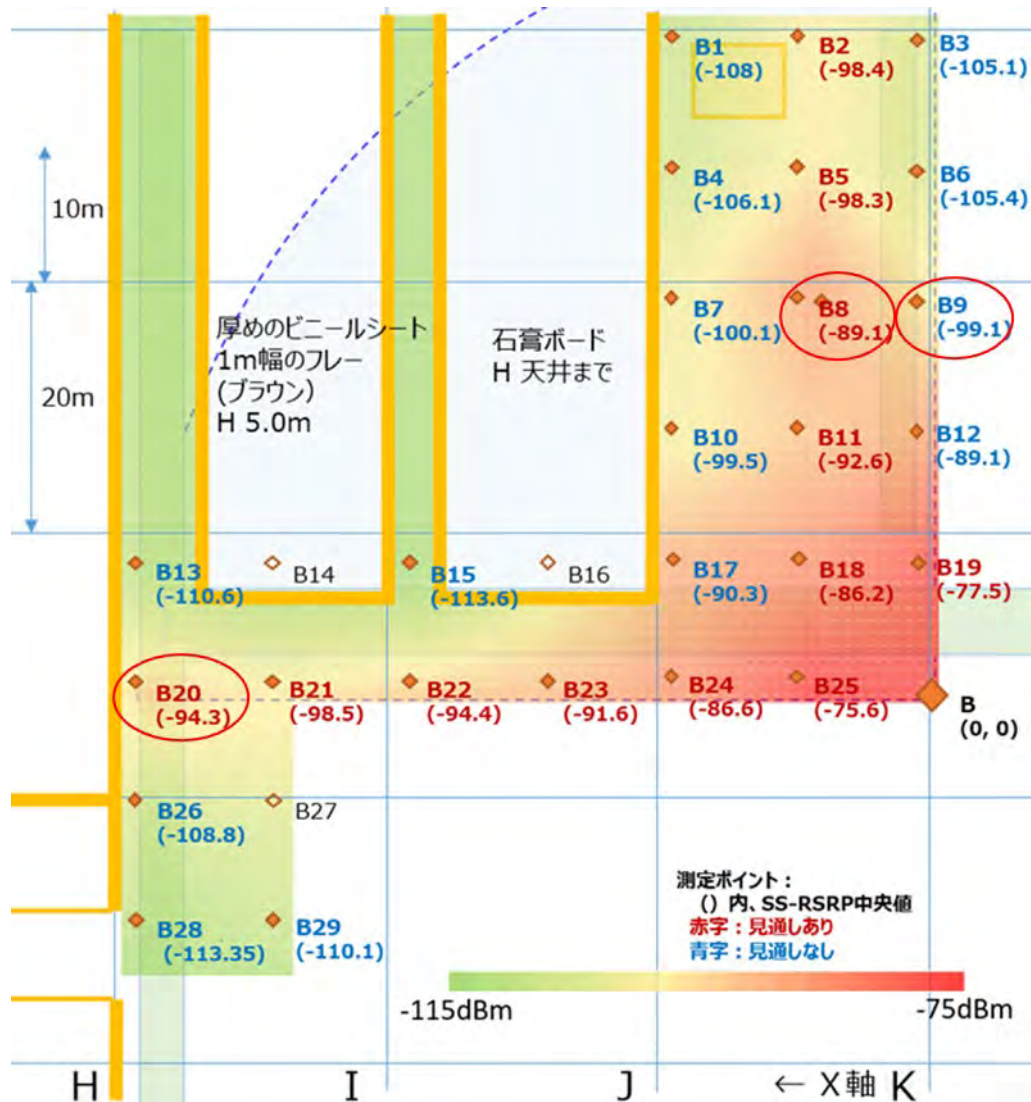 B1
(-108)
B2
(-98.4)
B3
(-105.1)
B4
(-106.1)
B5
(-98.3)
B6
(-105.4)
10m
B7
(-100.1)
B8
(-89.1)
B9
(-99.1)
厚めのビニールシート
1m幅のフレー
(ブラウン)
H 5.0m
石膏ボード
H 天井まで
20m
B10
(-99.5)
B11
(-92.6)
B12
(-89.1)
B13
(-110.6)
B14
B15
(-113.6)
B16
B17
(-90.3)
B18
(-86.2)
B19
(-77.5)
B20
(-94.3)
B21
(-98.5)
B22
(-94.4)
B23
(-91.6)
B24
(-86.6)
B25
(-75.6)
B
(0, 0)
B26
(-108.8)
B27
B28
(-113.35)
B29
(-110.1)
測定ポイント：
() 内、SS-RSRP中央値
赤字：見通しあり
青字：見通しなし
-115dBm
-75dBm
H
I
J
← X軸 K